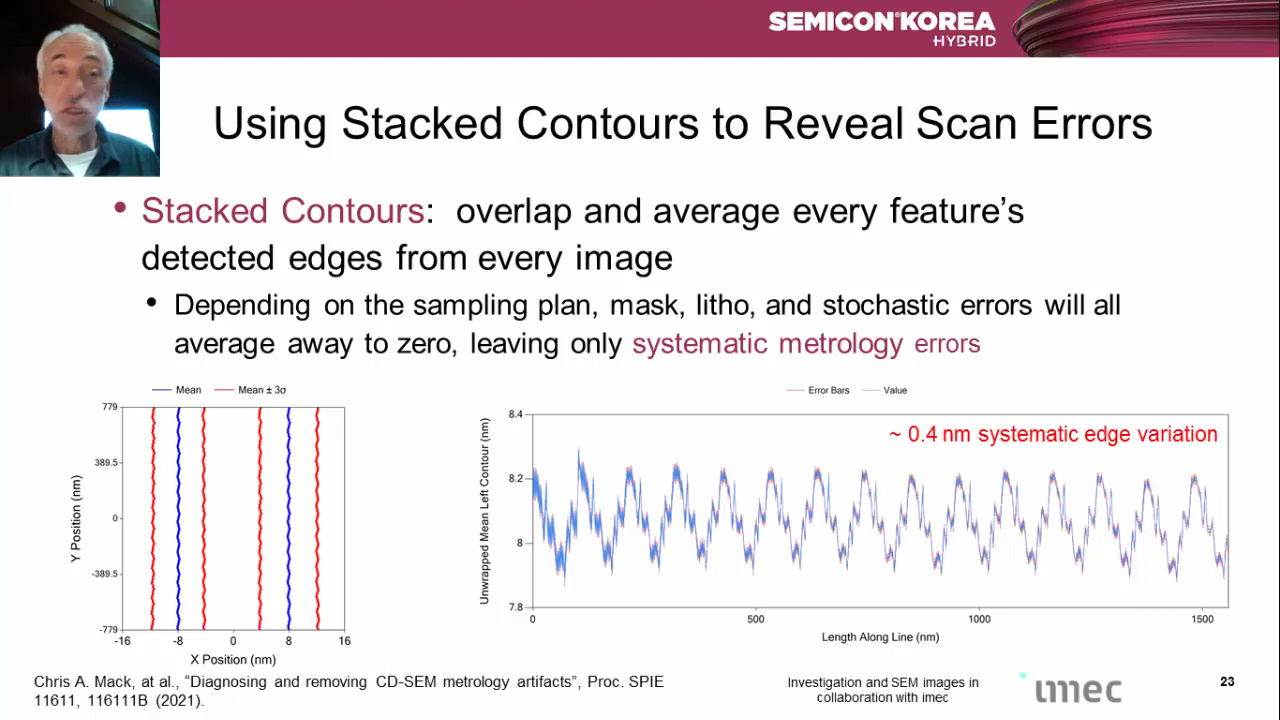 SEMICON KOREA
HYBRID
Using Stacked Contours to Reveal Scan Errors
• Stacked Contours: overlap and average every feature's
detected edges from every image
• Depending on the sampling plan, mask, litho, and stochastic errors will all
average away to zero, leaving only systematic metrology errors
Mean Mean ± 3σ
779
389.5
0
-389.5
-779
-16 -8 0 8 16
Y Position (nm)
X Position (nm)
Error Bars Value
~ 0.4 nm systematic edge variation
8.4
8.2
8
7.8
0 500 1000 1500
Unwrapped Mean Left Contour (nm)
Length Along Line (nm)
Chris A. Mack, at al., “Diagnosing and removing CD-SEM metrology artifacts”, Proc. SPIE
11611, 116111B (2021).
Investigation and SEM images in
collaboration with imec
imec
23